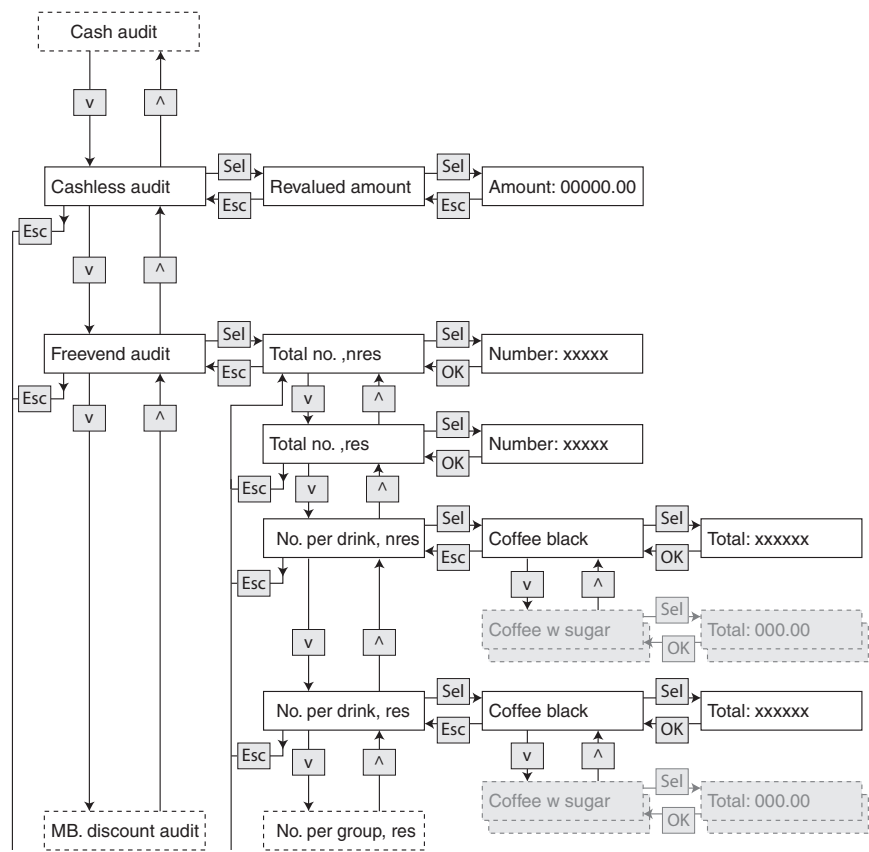 Cash audit
v ^
Sel Sel
Cashless audit Revalued amount Amount: 00000.00
Esc Esc
Esc
v ^
Sel Sel
Freevend audit Total no. ,nres Number: xxxxx
Esc OK
Esc
v ^ v ^
Sel
Total no. ,res Number: xxxxx
OK
Esc v ^
Sel Sel
No. per drink, nres Coffee black Total: xxxxxx
Esc OK
Esc v ^
Sel
Coffee w sugar Total: 000.00
v ^ OK
Sel Sel
No. per drink, res Coffee black Total: xxxxxx
Esc OK
Esc v ^ v ^
Sel
Coffee w sugar Total: 000.00
OK
MB. discount audit No. per group, res